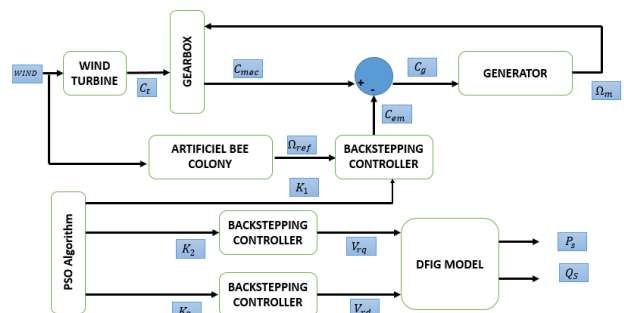 WIND
WIND
TURBINE
C_t
GEARBOX
C_mec
C_g
GENERATOR
Ω_m
+
-
C_em
ARTIFICIEL BEE
COLONY
Ω_ref
BACKSTEPPING
CONTROLLER
K_1
PSO Algorithm
K_2
BACKSTEPPING
CONTROLLER
V_rq
DFIG MODEL
P_s
Q_S
BACKSTEPPING
CONTROLLER